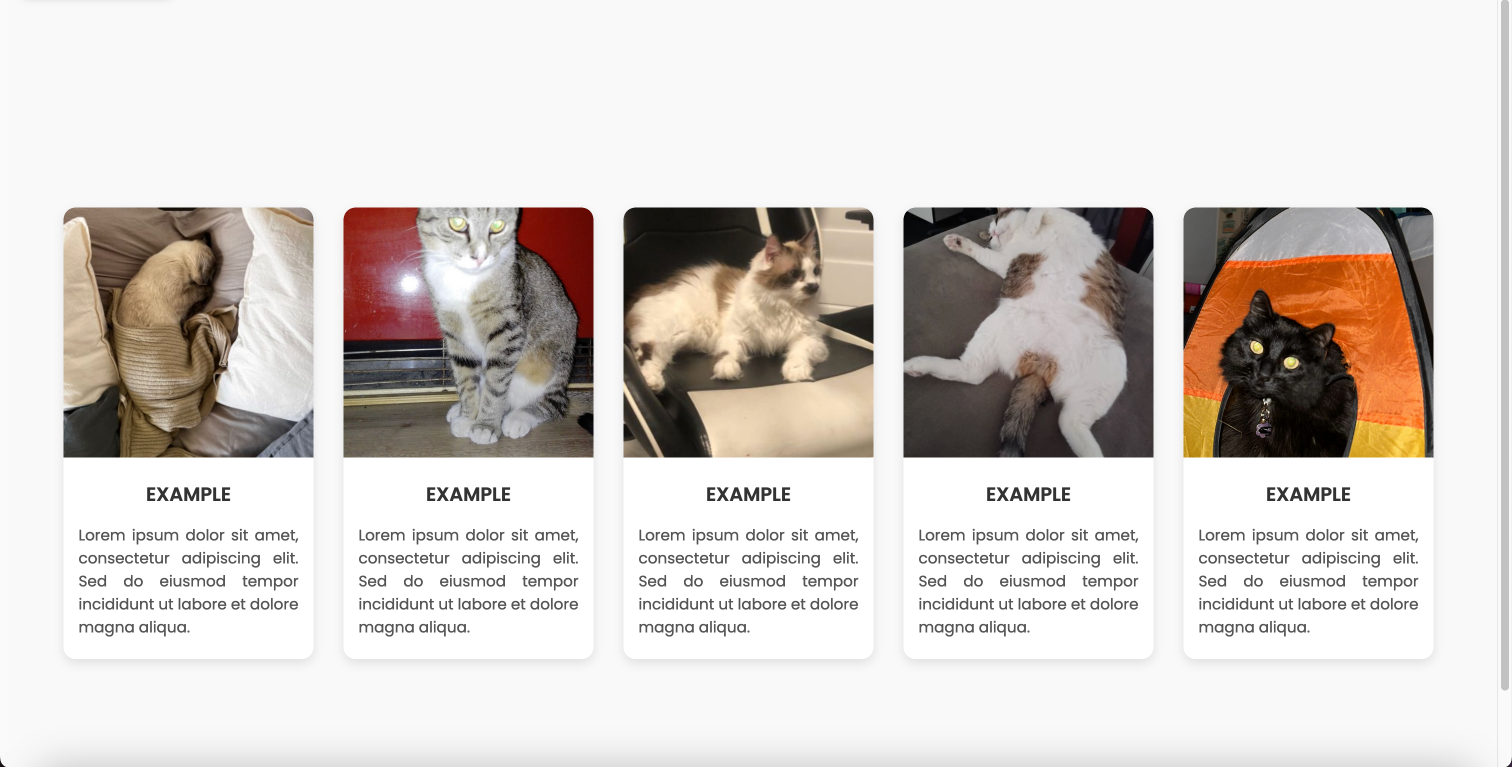 EXAMPLE
Lorem ipsum dolor sit amet,
consectetur adipiscing elit.
Sed do eiusmod tempor
incididunt ut labore et dolore
magna aliqua.
EXAMPLE
Lorem ipsum dolor sit amet,
consectetur adipiscing elit.
Sed do eiusmod tempor
incididunt ut labore et dolore
magna aliqua.
EXAMPLE
Lorem ipsum dolor sit amet,
consectetur adipiscing elit.
Sed do eiusmod tempor
incididunt ut labore et dolore
magna aliqua.
EXAMPLE
Lorem ipsum dolor sit amet,
consectetur adipiscing elit.
Sed do eiusmod tempor
incididunt ut labore et dolore
magna aliqua.
EXAMPLE
Lorem ipsum dolor sit amet,
consectetur adipiscing elit.
Sed do eiusmod tempor
incididunt ut labore et dolore
magna aliqua.